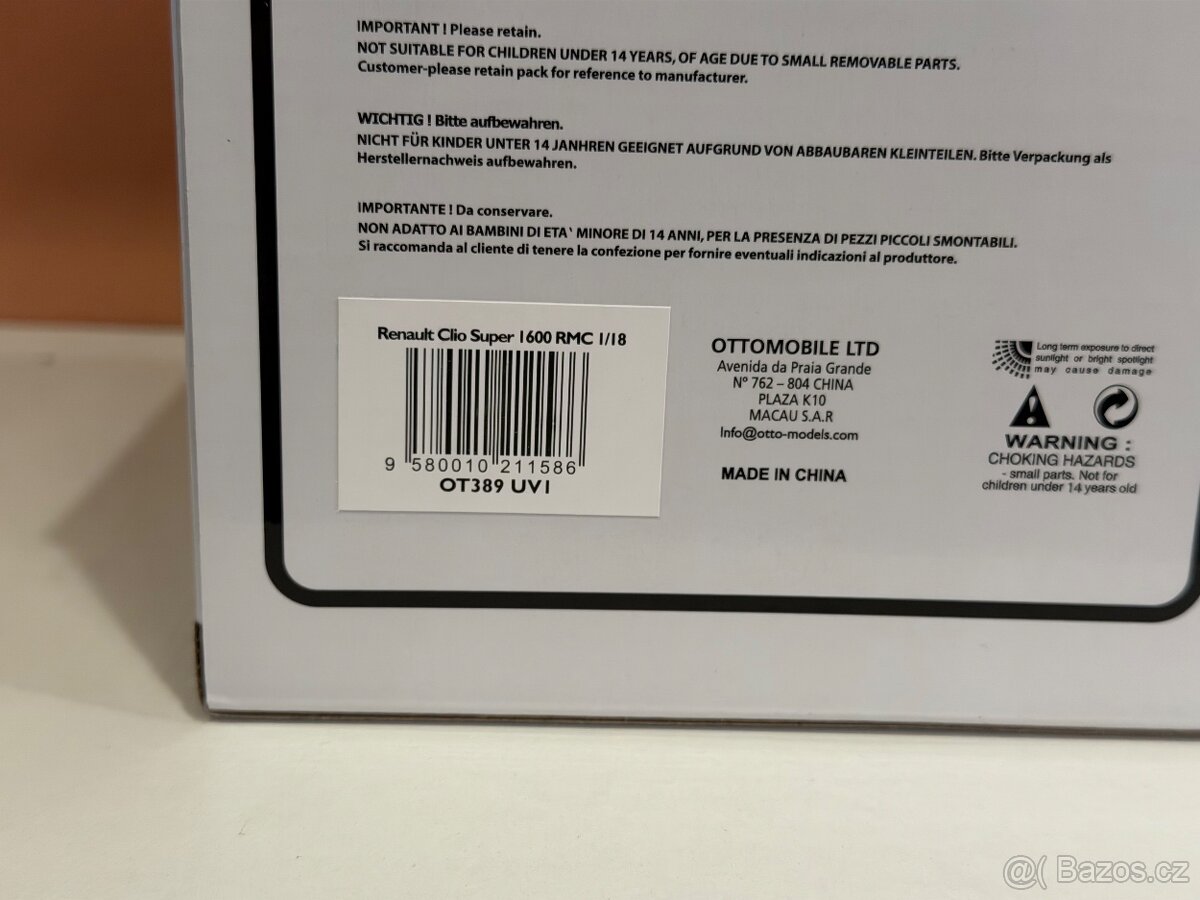 IMPORTANT ! Please retain.
NOT SUITABLE FOR CHILDREN UNDER 14 YEARS, OF AGE DUE TO SMALL REMOVABLE PARTS.
Customer-please retain pack for reference to manufacturer.
WICHTIG ! Bitte aufbewahren.
NICHT FÜR KINDER UNTER 14 JANHREN GEEIGNET AUFGRUND VON ABBAUBAREN KLEINTEILEN. Bitte Verpackung als
Herstellernachweis aufbewahren.
IMPORTANTE ! Da conservare.
NON ADATTO AI BAMBINI DI ETA` MINORE DI 14 ANNI, PER LA PRESENZA DI PEZZI PICCOLI SMONTABILI.
Si raccomanda al cliente di tenere la confezione per fornire eventuali indicazioni al produttore.
Renault Clio Super 1600 RMC 1/18
9 580010 211586
OT389 UV1
OTTOMOBILE LTD
Avenida da Praia Grande
Nº 762 – 804 CHINA
PLAZA K10
MACAU S.A.R
Info@otto-models.com
MADE IN CHINA
Long term exposure to direct
sunlight or bright spotlight
may cause damage
WARNING :
CHOKING HAZARDS
- small parts. Not for
children under 14 years old
@( Bazos.cz